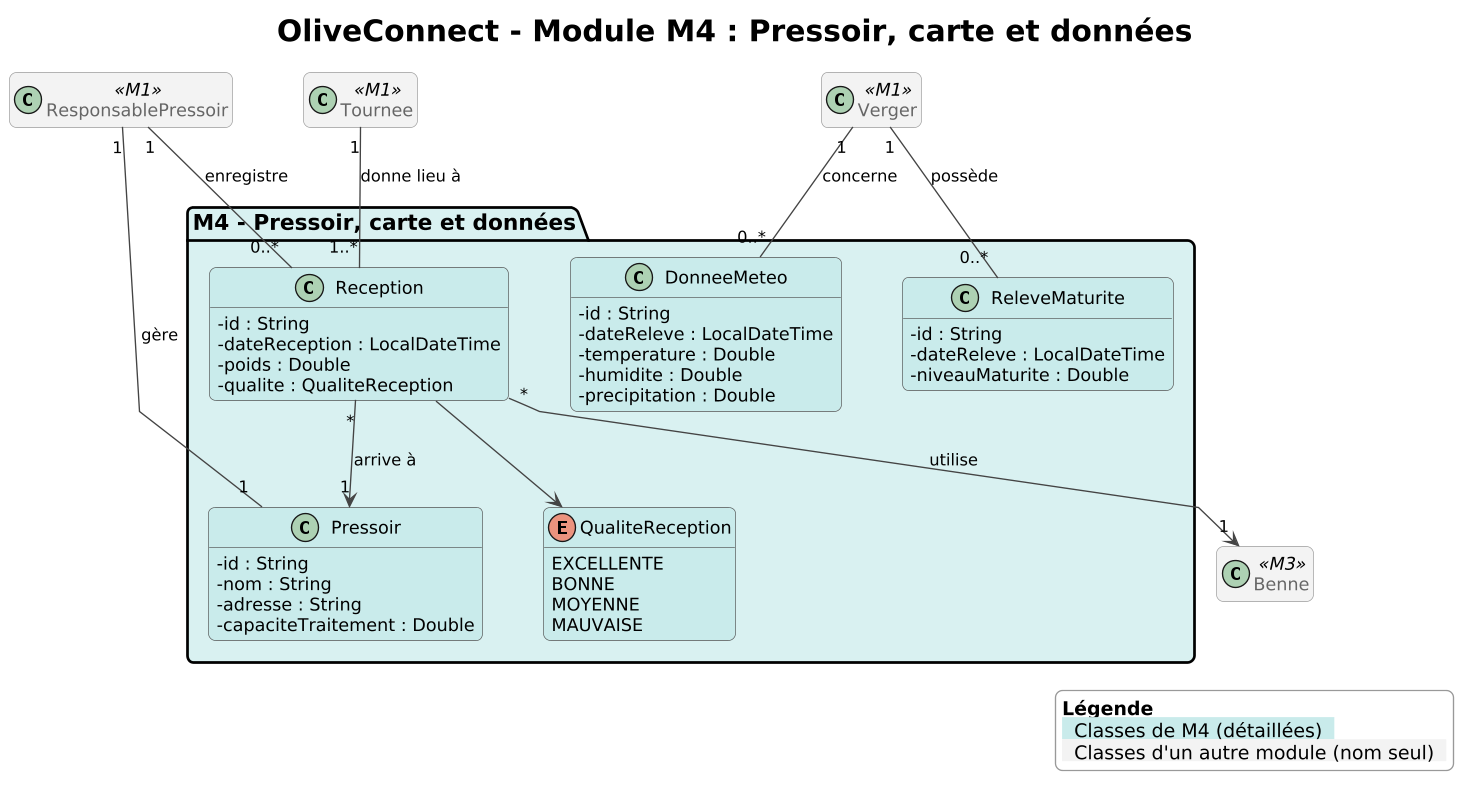 OliveConnect - Module M4 : Pressoir, carte et données
C «M1»
ResponsablePressoir
C «M1»
Tournee
C «M1»
Verger
1
1
1
1
1
enregistre
donne lieu à
concerne
possède
M4 - Pressoir, carte et données
0..*
1..*
0..*
0..*
C Reception
-id : String
-dateReception : LocalDateTime
-poids : Double
-qualite : QualiteReception
C DonneeMeteo
-id : String
-dateReleve : LocalDateTime
-temperature : Double
-humidite : Double
-precipitation : Double
C ReleveMaturite
-id : String
-dateReleve : LocalDateTime
-niveauMaturite : Double
gère
*
*
arrive à
utilise
1
1
1
C Pressoir
-id : String
-nom : String
-adresse : String
-capaciteTraitement : Double
E QualiteReception
EXCELLENTE
BONNE
MOYENNE
MAUVAISE
C «M3»
Benne
Légende
Classes de M4 (détaillées)
Classes d'un autre module (nom seul)